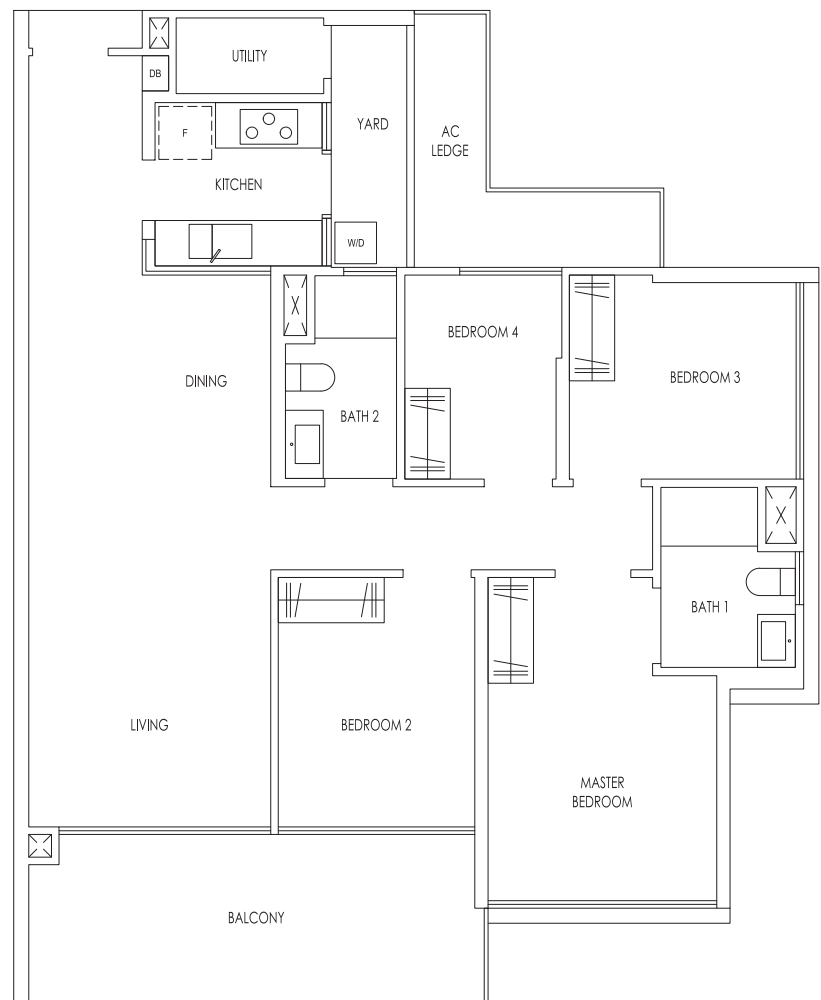 UTILITY
DB
F
YARD
AC
LEDGE
KITCHEN
W/D
BEDROOM 4
BEDROOM 3
DINING
BATH 2
BATH 1
LIVING
BEDROOM 2
MASTER
BEDROOM
BALCONY